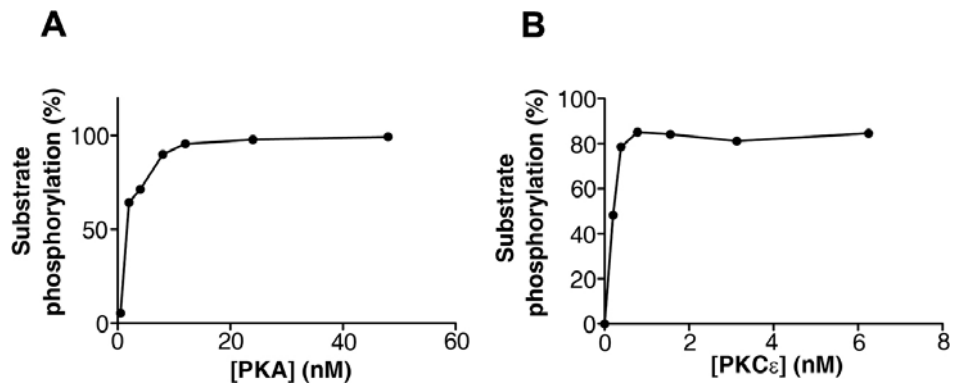 A
Substrate
phosphorylation (%)
100
50
0
0
20
40
60
[PKA] (nM)
B
Substrate
phosphorylation (%)
100
80
60
40
20
0
0
2
4
6
8
[PKCε] (nM)